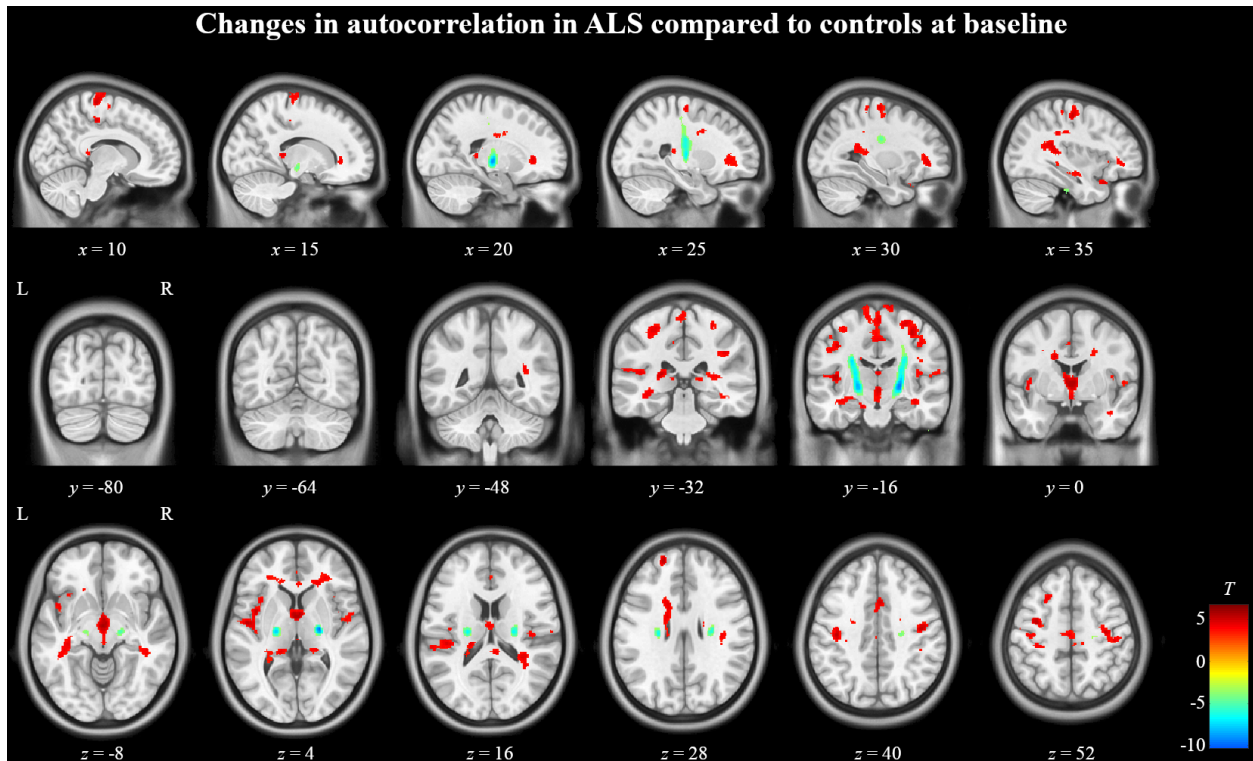 Changes in autocorrelation in ALS compared to controls at baseline
x = 10 x = 15 x = 20 x = 25 x = 30 x = 35
L R
y = -80 y = -64 y = -48 y = -32 y = -16 y = 0
L R
T
5
0
-5
-10
z = -8 z = 4 z = 16 z = 28 z = 40 z = 52